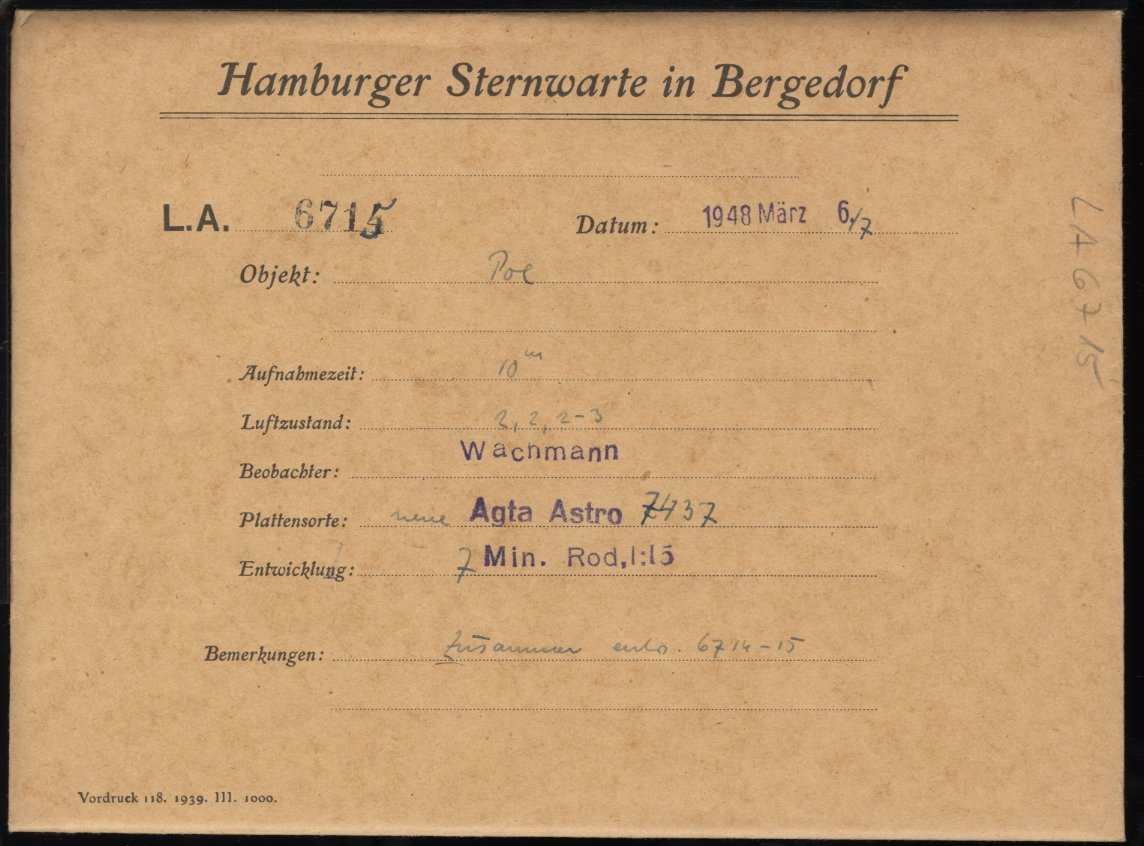 Hamburger Sternwarte in Bergedorf
L.A. 6715
Datum: 1948 März 6./7
Objekt: Pol
Aufnahmezeit: 10m
Luftzustand: 2, 2, 2-3
Beobachter: Wachmann
Plattensorte: neue Agfa Astro 7437
Entwicklung: 7 Min. Rod,1:15
Bemerkungen: Zusammen entw. 6714-15
Vordruck 118. 1939. III. 1000.
LA 6715